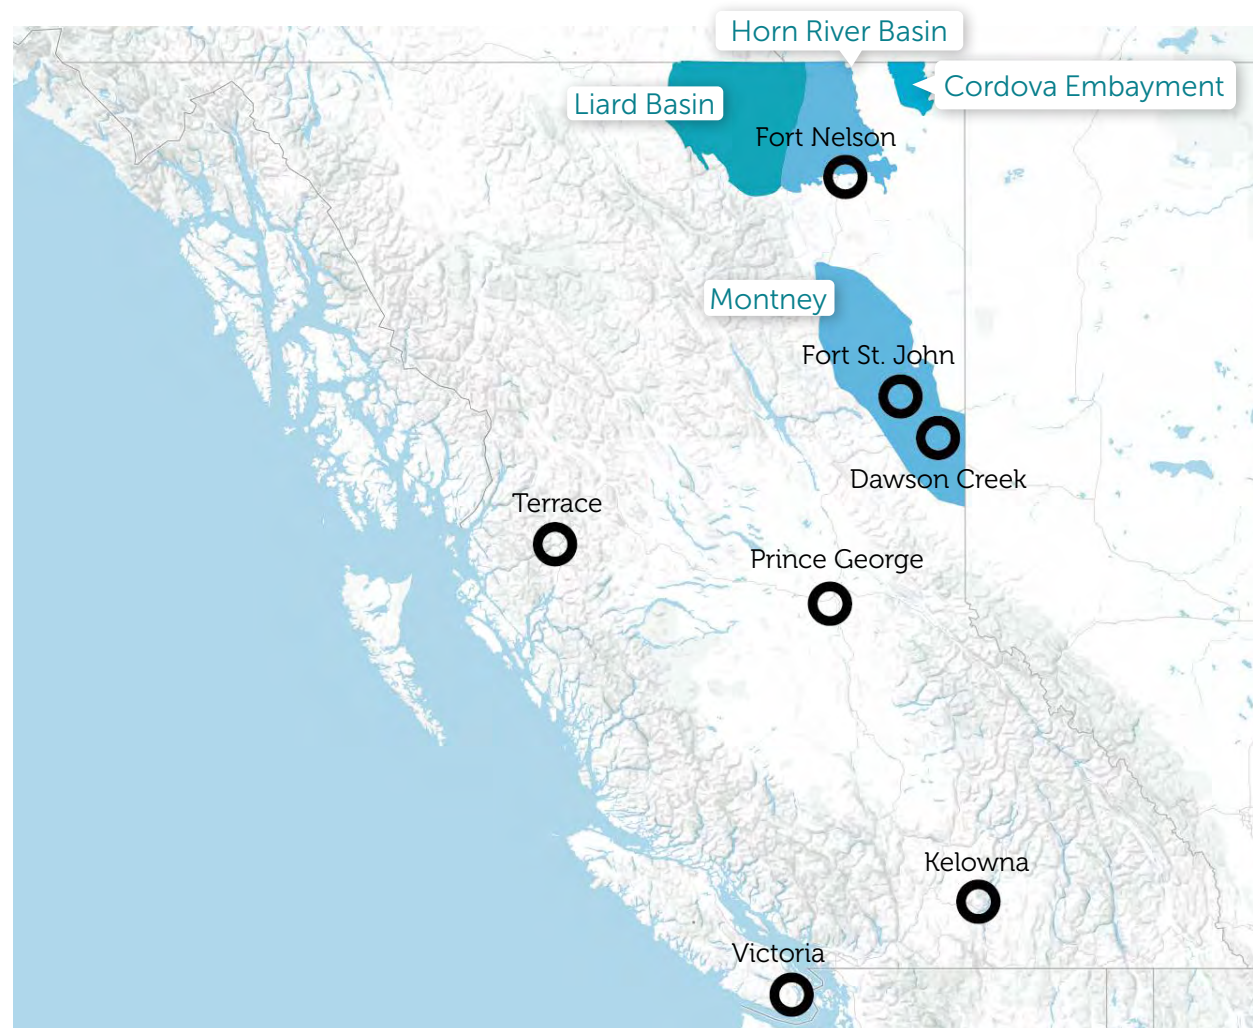 Horn River Basin
Cordova Embayment
Liard Basin
Fort Nelson
Montney
Fort St. John
Dawson Creek
Terrace
Prince George
Kelowna
Victoria